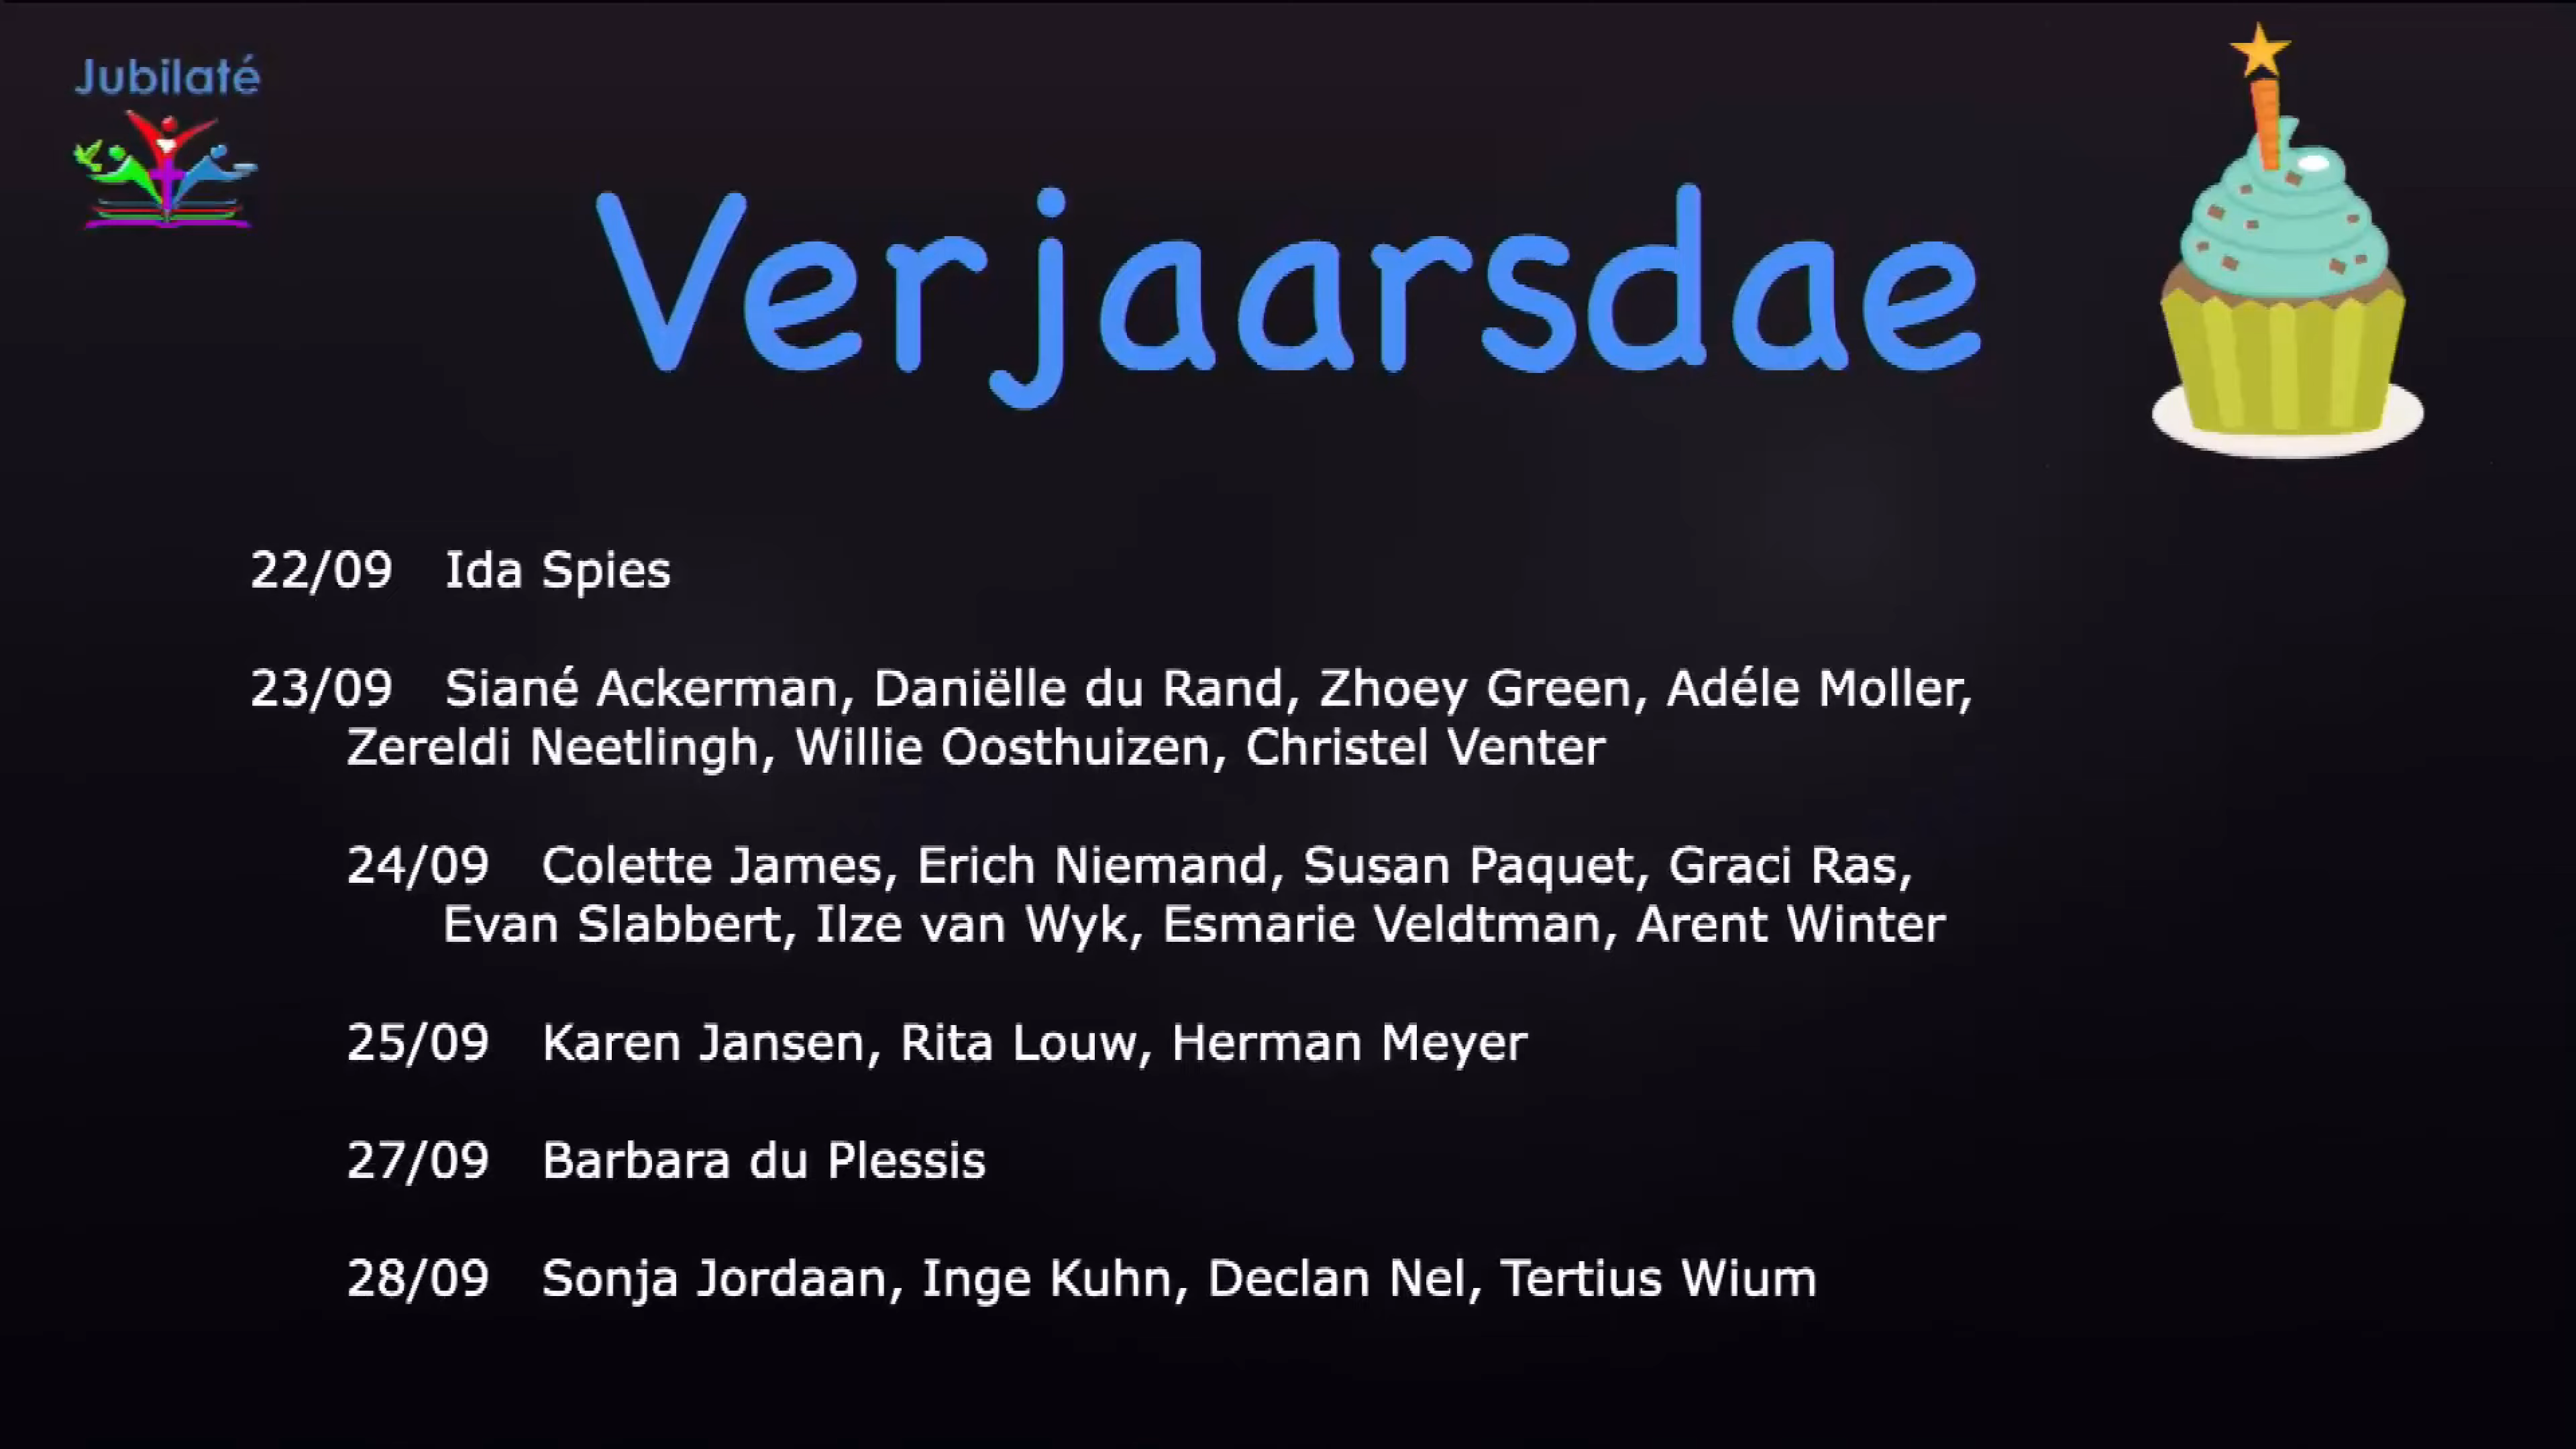 Jubilaté
Verjaarsdae
22/09 Ida Spies
23/09 Siané Ackerman, Daniëlle du Rand, Zhoey Green, Adéle Moller,
Zereldi Neetlingh, Willie Oosthuizen, Christel Venter
24/09 Colette James, Erich Niemand, Susan Paquet, Graci Ras,
Evan Slabbert, Ilze van Wyk, Esmarie Veldtman, Arent Winter
25/09 Karen Jansen, Rita Louw, Herman Meyer
27/09 Barbara du Plessis
28/09 Sonja Jordaan, Inge Kuhn, Declan Nel, Tertius Wium